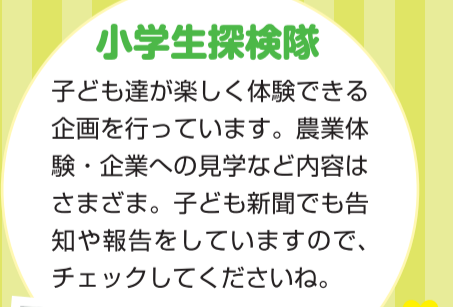 小学生探検隊
子ども達が楽しく体験できる
企画を行っています。農業体
験・企業への見学など内容は
さまざま。子ども新聞でも告
知や報告をしていますので、
チェックしてくださいね。